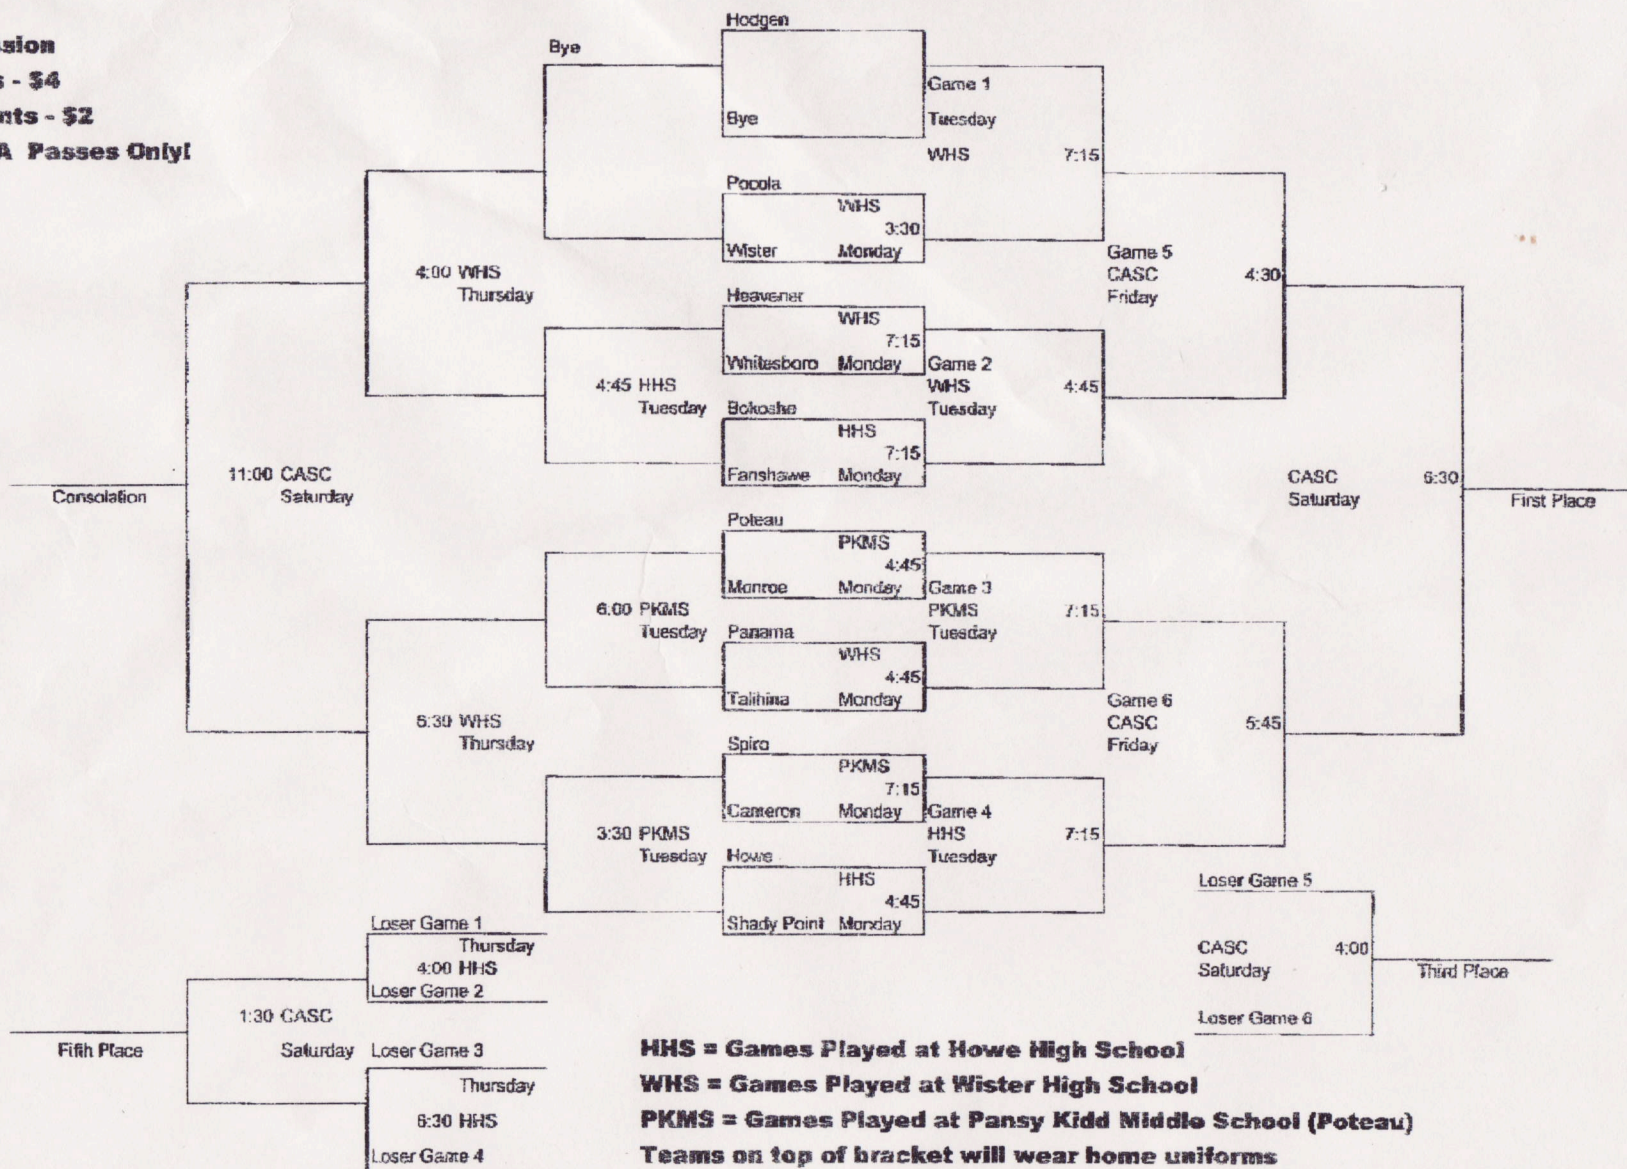 sion
s - $4
nts - $2
A Passes Only!
Bye
Hodgen
Bye
Game 1
Tuesday
WHS 7:15
Pocola
WHS
3:30
Wister Monday
4:00 WHS
Thursday
Game 5
CASC 4:30
Friday
Heavener
WHS
7:15
Whitesboro Monday
Game 2
WHS 4:45
Tuesday
4:45 HHS
Tuesday
Bokoshe
HHS
7:15
Fanshawe Monday
11:00 CASC
Saturday
Consolation
CASC 6:30
Saturday
First Place
Poteau
PKMS
4:45
Monroe Monday
Game 3
PKMS 7:15
Tuesday
6:00 PKMS
Tuesday
Panama
WHS
4:45
Talihina Monday
WHS
Thursday
Game 6
CASC 5:45
Friday
Spiro
PKMS
7:15
Cameron Monday
Game 4
HHS 7:15
Tuesday
3:30 PKMS
Tuesday
Howe
HHS
4:45
Shady Point Monday
Loser Game 1
Thursday
4:00 HHS
Loser Game 2
1:30 CASC
Saturday
Fifth Place
Loser Game 3
Thursday
6:30 HHS
Loser Game 4
Loser Game 5
CASC 4:00
Saturday
Third Place
Loser Game 6
HHS = Games Played at Howe High School
WHS = Games Played at Wister High School
PKMS = Games Played at Pansy Kidd Middle School (Poteau)
Teams on top of bracket will wear home uniforms